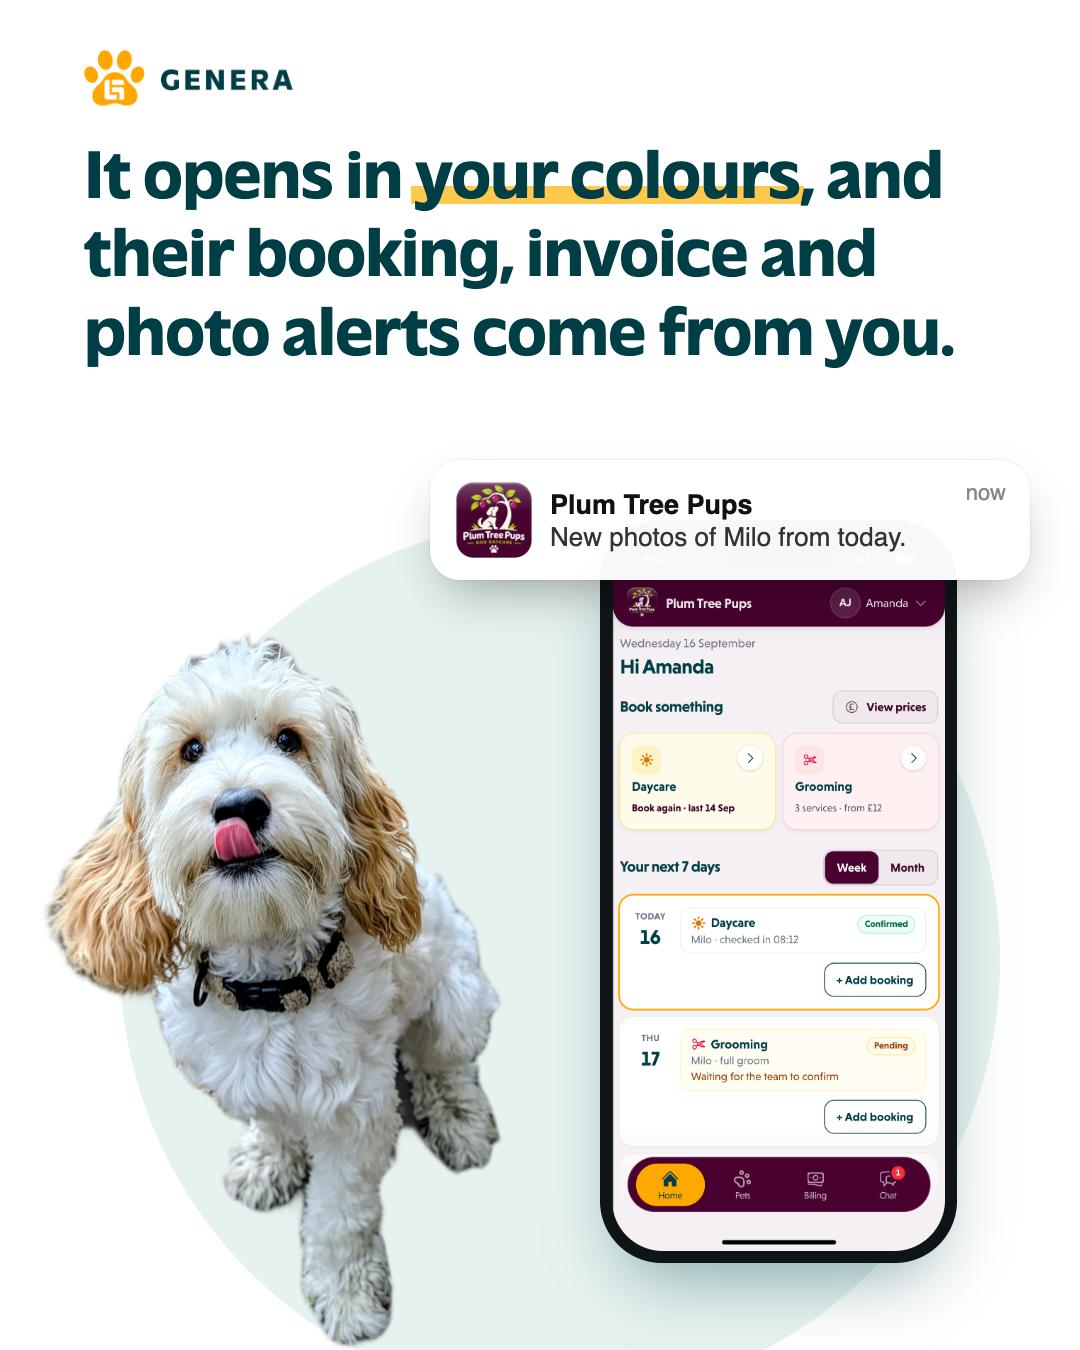 GENERA
It opens in your colours, and
their booking, invoice and
photo alerts come from you.
Plum Tree Pups
DOG DAYCARE
Plum Tree Pups
now
New photos of Milo from today.
9:41
Plum Tree Pups
AJ
Amanda
Wednesday 16 September
Hi Amanda
Book something
View prices
Daycare
Book again · last 14 Sep
Grooming
3 services · from £12
Your next 7 days
Week
Month
TODAY
16
Daycare
Confirmed
Milo · checked in 08:12
+ Add booking
THU
17
Grooming
Pending
Milo · full groom
Waiting for the team to confirm
+ Add booking
Home
Pets
Billing
Chat
1